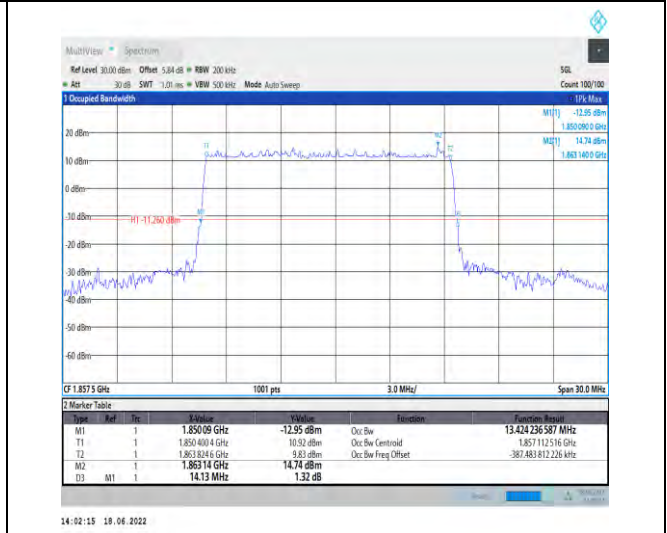 MultiView Spectrum
Ref Level 30.00 dBm Offset 5.84 dB RBW 200 kHz SGL
Att 30 dB SWT 1.01 ms VBW 500 kHz Mode Auto Sweep Count 100/100
1 Occupied Bandwidth 1Pk Max
M1[1] -12.95 dBm
1.850 090 0 GHz
20 dBm M2[1] 14.74 dBm
1.863 140 0 GHz
M2
T1 T2
10 dBm
0 dBm
-10 dBm H1 -11.260 dBm
-20 dBm
-30 dBm
-40 dBm
-50 dBm
-60 dBm
CF 1.857 5 GHz 1001 pts 3.0 MHz/ Span 30.0 MHz
2 Marker Table
Type Ref Trc X-Value Y-Value Function Function Result
M1 1 1.85009 GHz -12.95 dBm Occ Bw 13.424 236 587 MHz
T1 1 1.850 400 4 GHz 10.92 dBm Occ Bw Centroid 1.857 112 516 GHz
T2 1 1.863 824 6 GHz 9.83 dBm Occ Bw Freq Offset -387.483 812 226 kHz
M2 1 1.86314 GHz 14.74 dBm
D3 M1 1 14.13 MHz 1.32 dB
14:02:15 18.06.2022